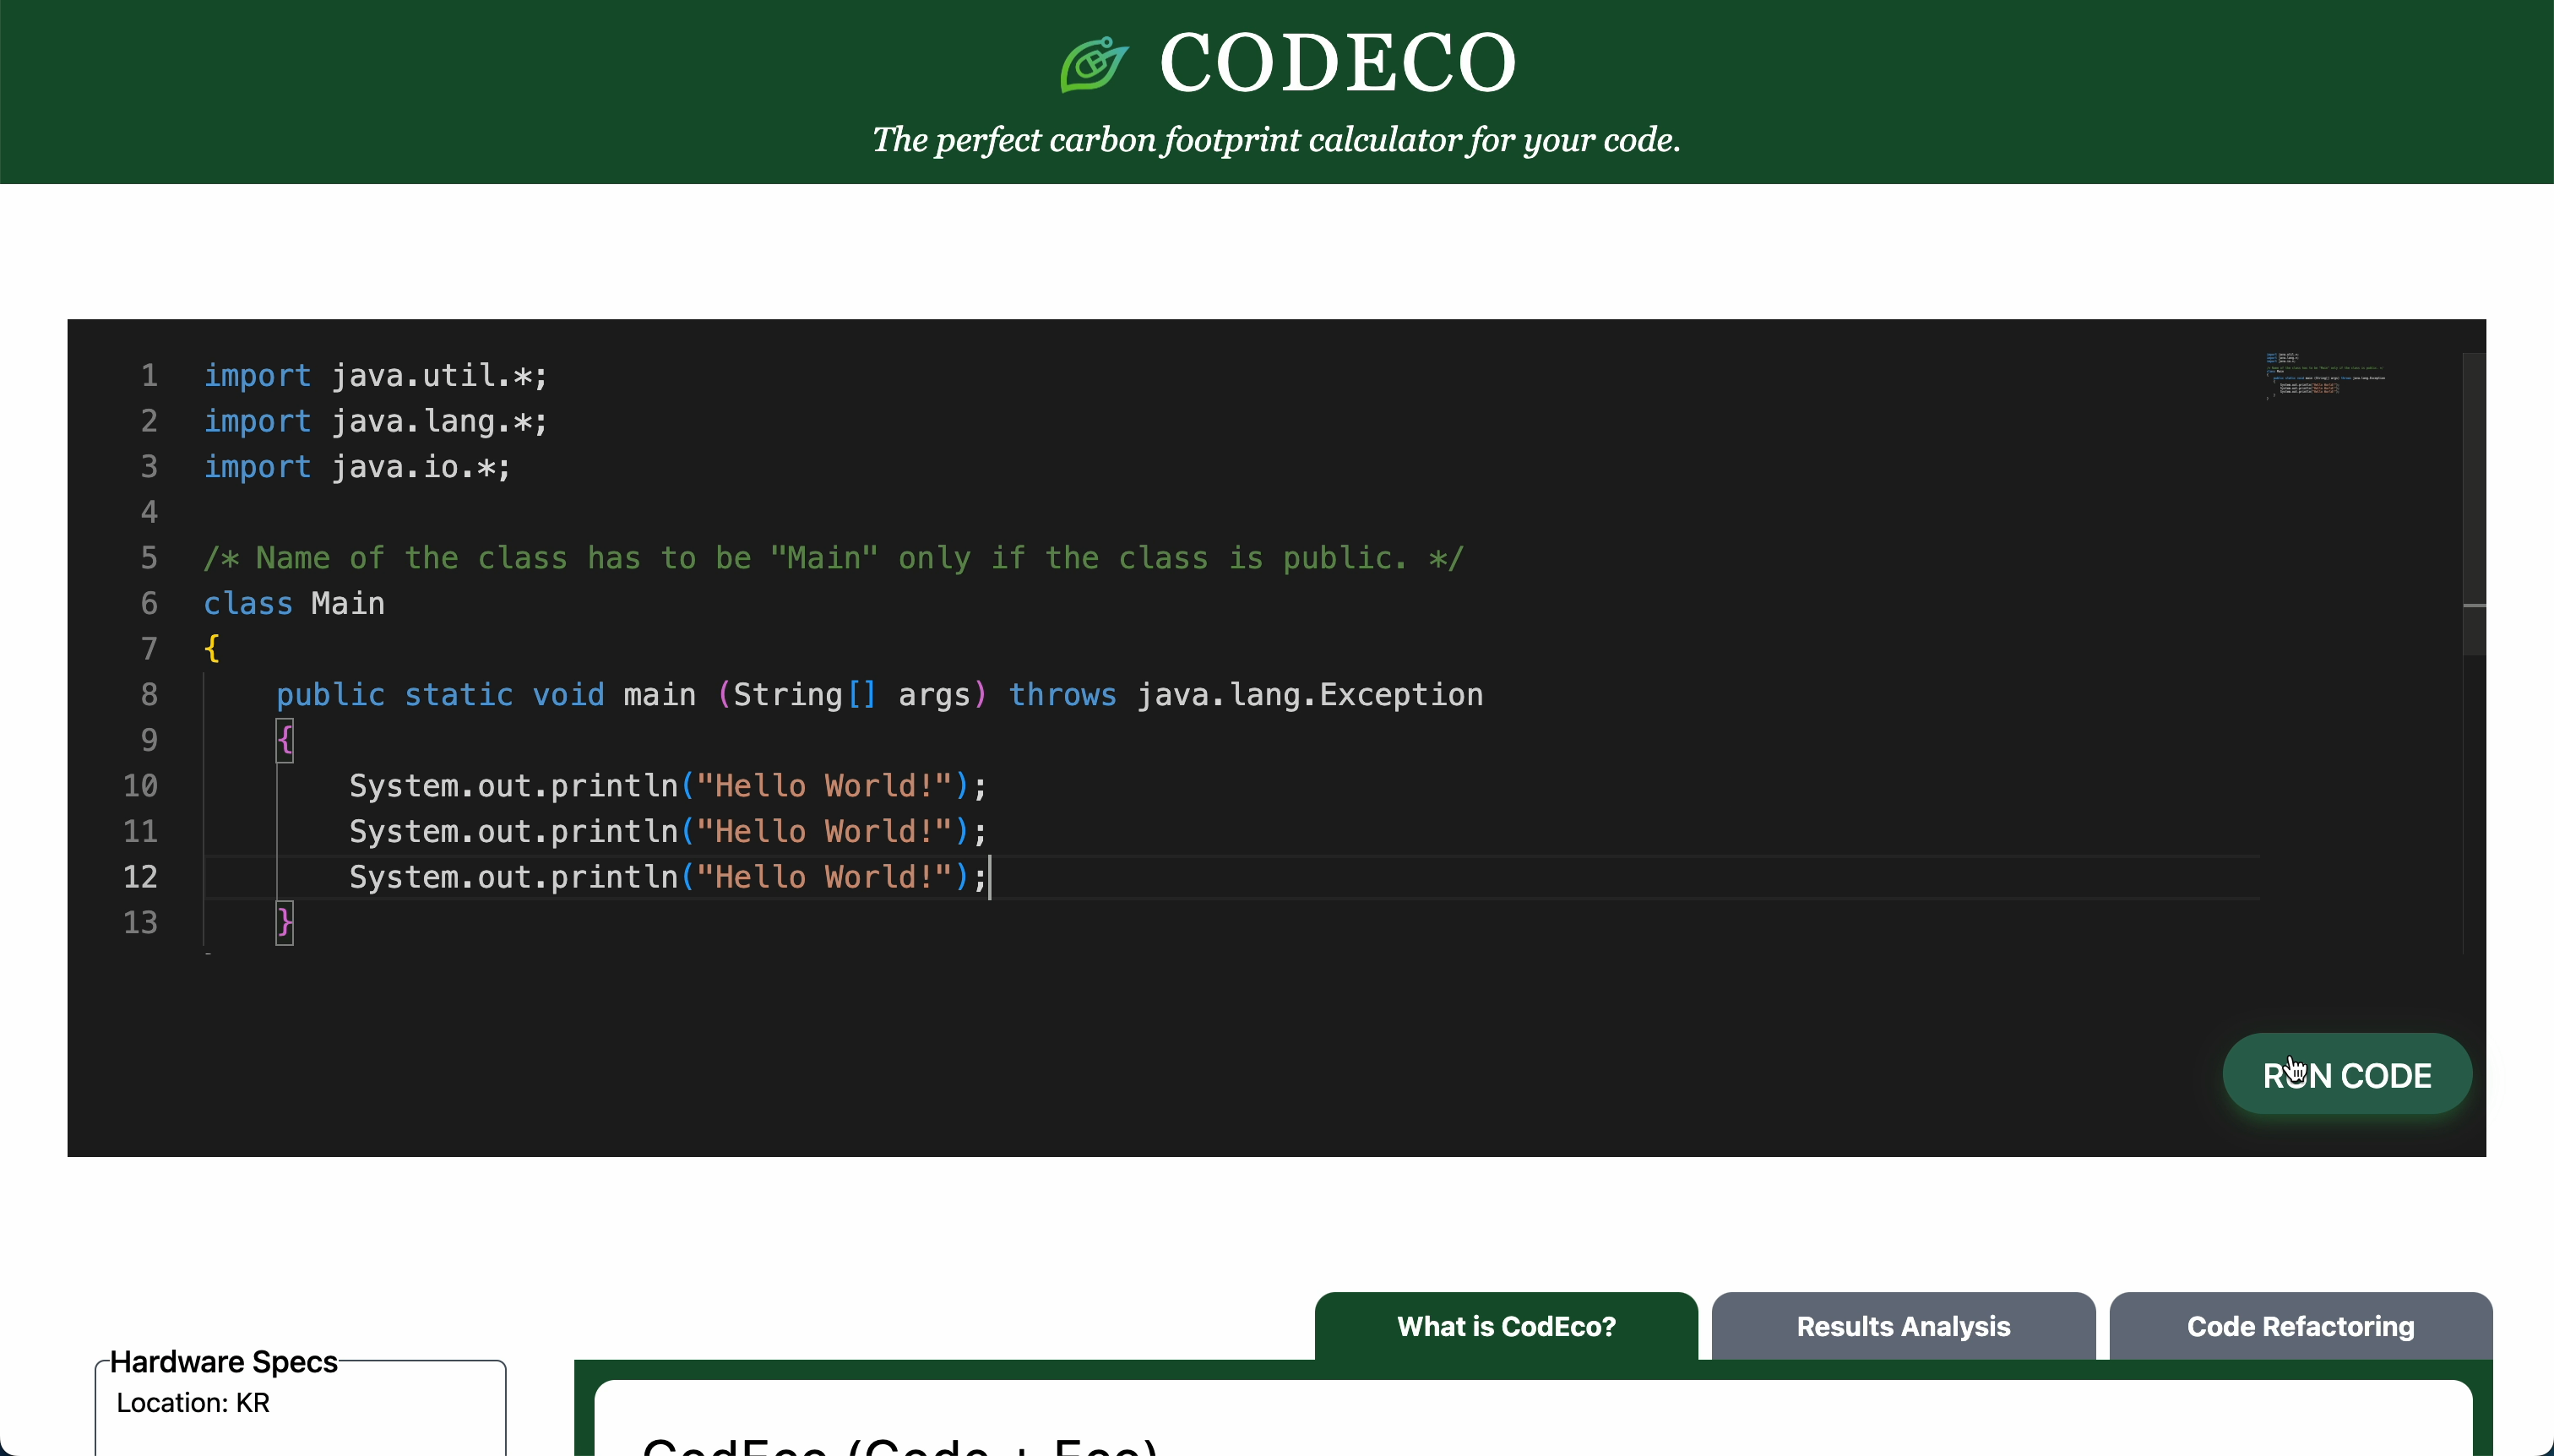 CODECO
The perfect carbon footprint calculator for your code.
1 import java.util.*;
2 import java.lang.*;
3 import java.io.*;
4
5 /* Name of the class has to be "Main" only if the class is public. */
6 class Main
7 {
8 public static void main (String[] args) throws java.lang.Exception
9 {
10 System.out.println("Hello World!");
11 System.out.println("Hello World!");
12 System.out.println("Hello World!");
13 }
RUN CODE
What is CodEco?
Results Analysis
Code Refactoring
Hardware Specs
Location: KR
CodEco (Code + Eco)